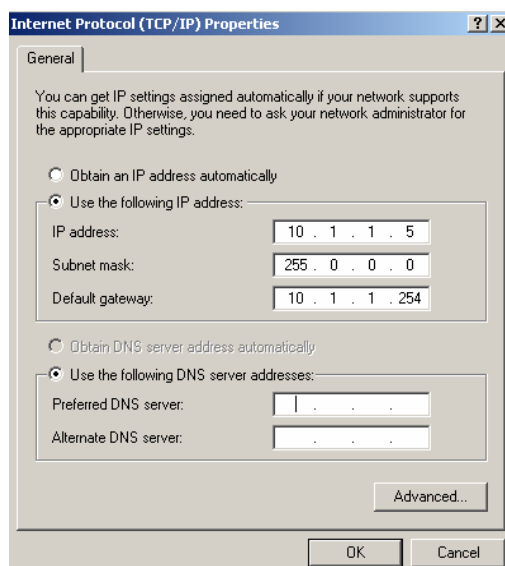 Internet Protocol (TCP/IP) Properties
General
You can get IP settings assigned automatically if your network supports
this capability. Otherwise, you need to ask your network administrator for
the appropriate IP settings.
Obtain an IP address automatically
Use the following IP address:
IP address: 10 . 1 . 1 . 5
Subnet mask: 255 . 0 . 0 . 0
Default gateway: 10 . 1 . 1 . 254
Obtain DNS server address automatically
Use the following DNS server addresses:
Preferred DNS server: . . .
Alternate DNS server: . . .
Advanced...
OK Cancel